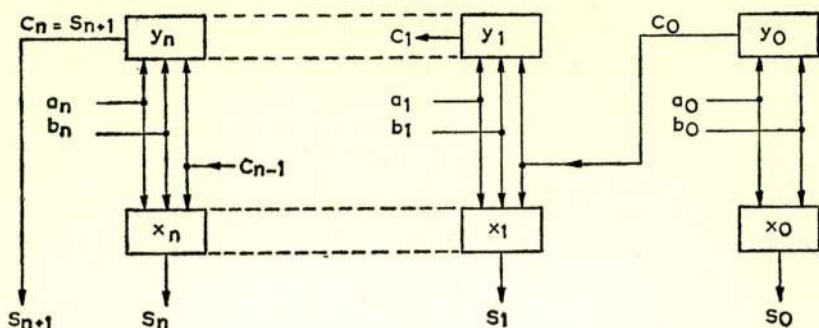 Cn = Sn+1 yn C1 y1 C0 y0
an a1 a0
bn b1 b0
Cn-1
xn x1 x0
Sn+1 Sn S1 S0